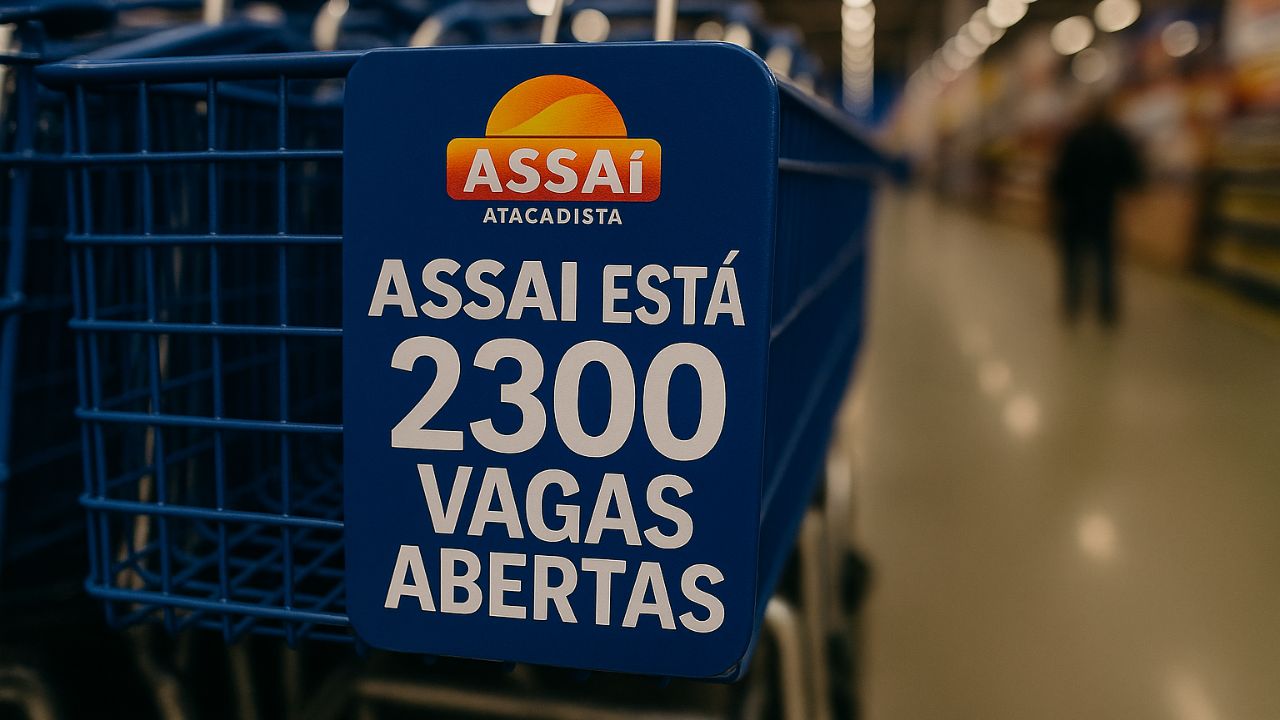 ASSAí
ATACADISTA
ASSAI ESTÁ
2300
VAGAS
ABERTAS